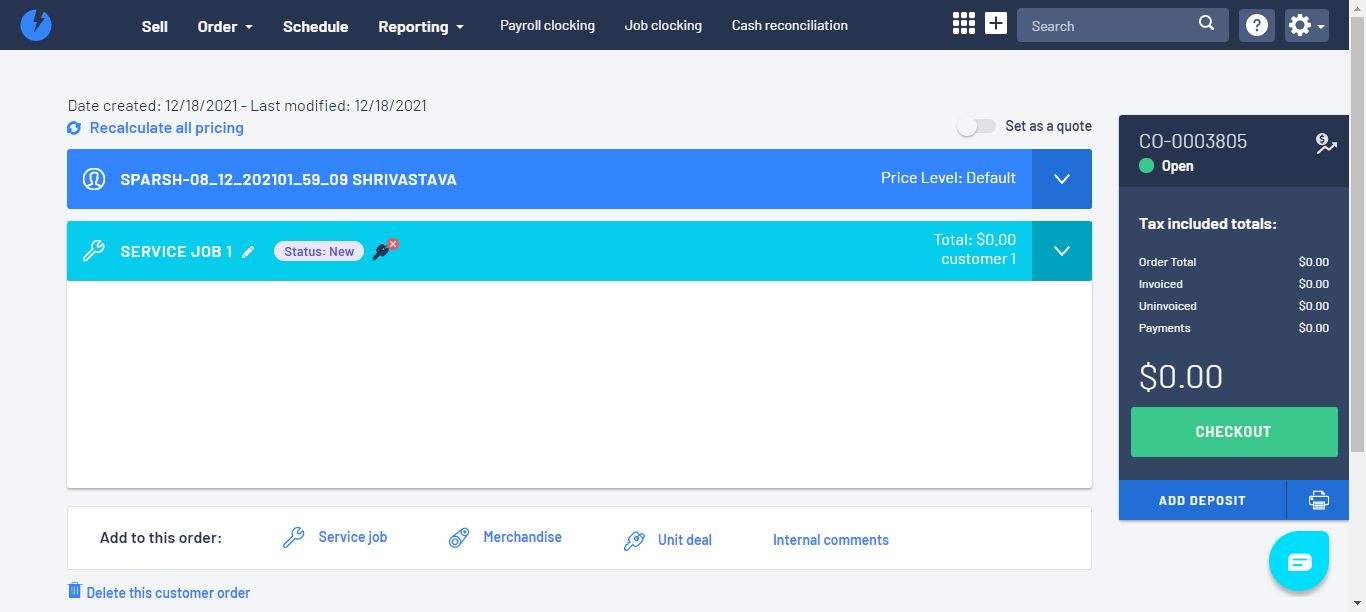 Sell Order Schedule Reporting Payroll clocking Job clocking Cash reconciliation Search ?
Date created: 12/18/2021 - Last modified: 12/18/2021
Recalculate all pricing
Set as a quote
SPARSH-08_12_202101_59_09 SHRIVASTAVA
Price Level: Default
SERVICE JOB 1
Status: New
Total: $0.00
customer 1
Add to this order:
Service job
Merchandise
Unit deal
Internal comments
Delete this customer order
CO-0003805
Open
Tax included totals:
Order Total $0.00
Invoiced $0.00
Uninvoiced $0.00
Payments $0.00
$0.00
CHECKOUT
ADD DEPOSIT